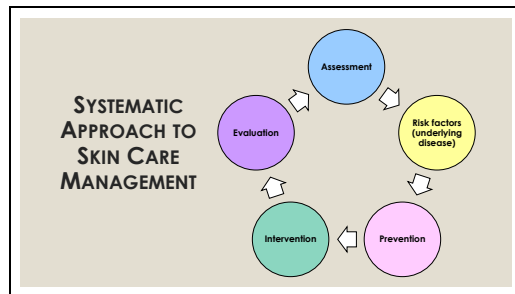 SYSTEMATIC
APPROACH TO
SKIN CARE
MANAGEMENT
Assessment
Risk factors
(underlying
disease)
Prevention
Intervention
Evaluation